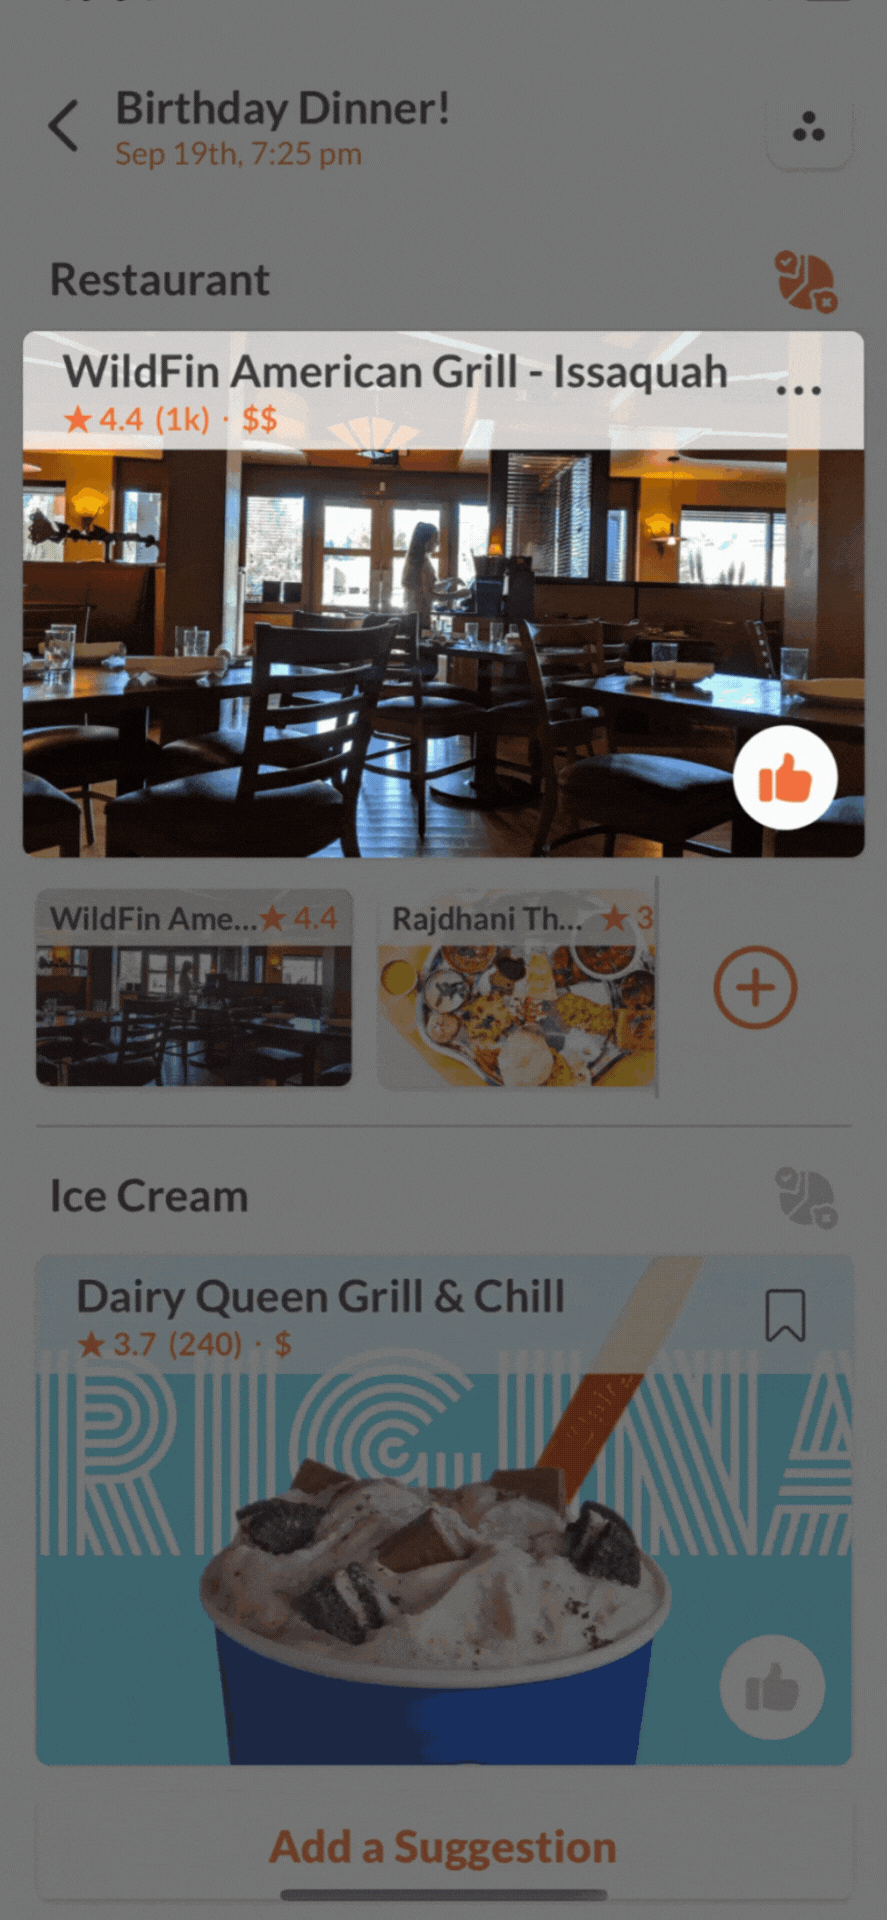 Birthday Dinner!
Sep 19th, 7:25 pm
Restaurant
WildFin American Grill - Issaquah
★ 4.4 (1k) · $$
WildFin Ame... ★ 4.4
Rajdhani Th... ★ 3
Ice Cream
Dairy Queen Grill & Chill
★ 3.7 (240) · $
RIGINA
Add a Suggestion